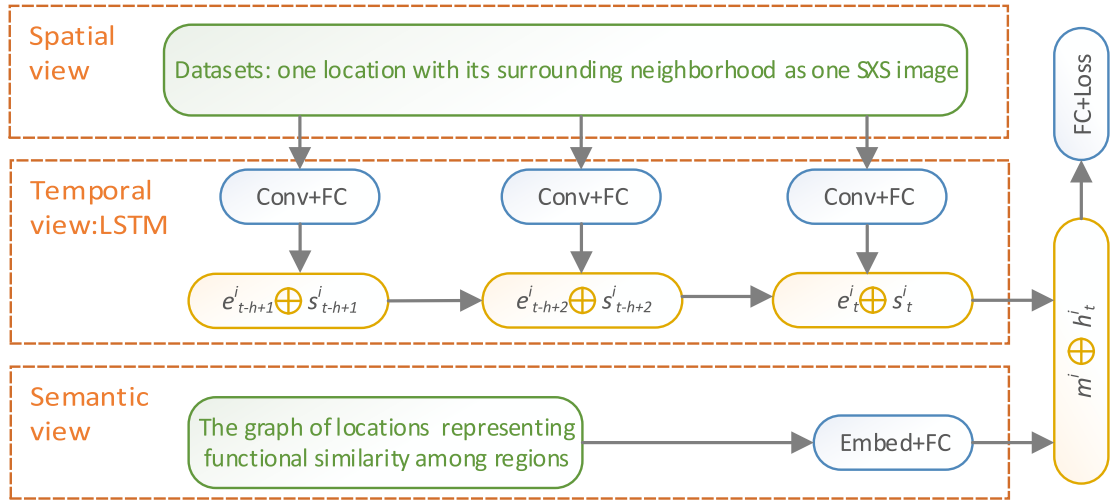 Spatial
view
Datasets: one location with its surrounding neighborhood as one SXS image
Temporal
view:LSTM
Conv+FC
Conv+FC
Conv+FC
e^i_{t-h+1} ⊕ s^i_{t-h+1}
e^i_{t-h+2} ⊕ s^i_{t-h+2}
e^i_t ⊕ s^i_t
Semantic
view
The graph of locations representing
functional similarity among regions
Embed+FC
FC+Loss
m^i ⊕ h^i_t